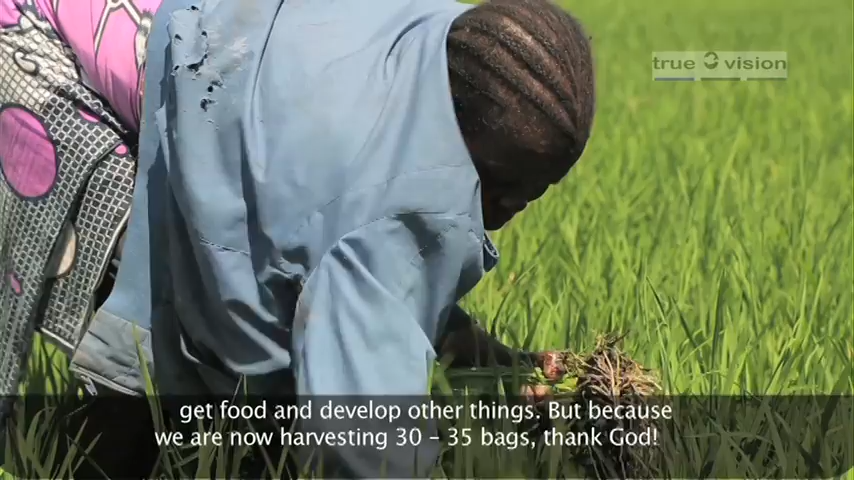 true vision
get food and develop other things. But because
we are now harvesting 30 – 35 bags, thank God!